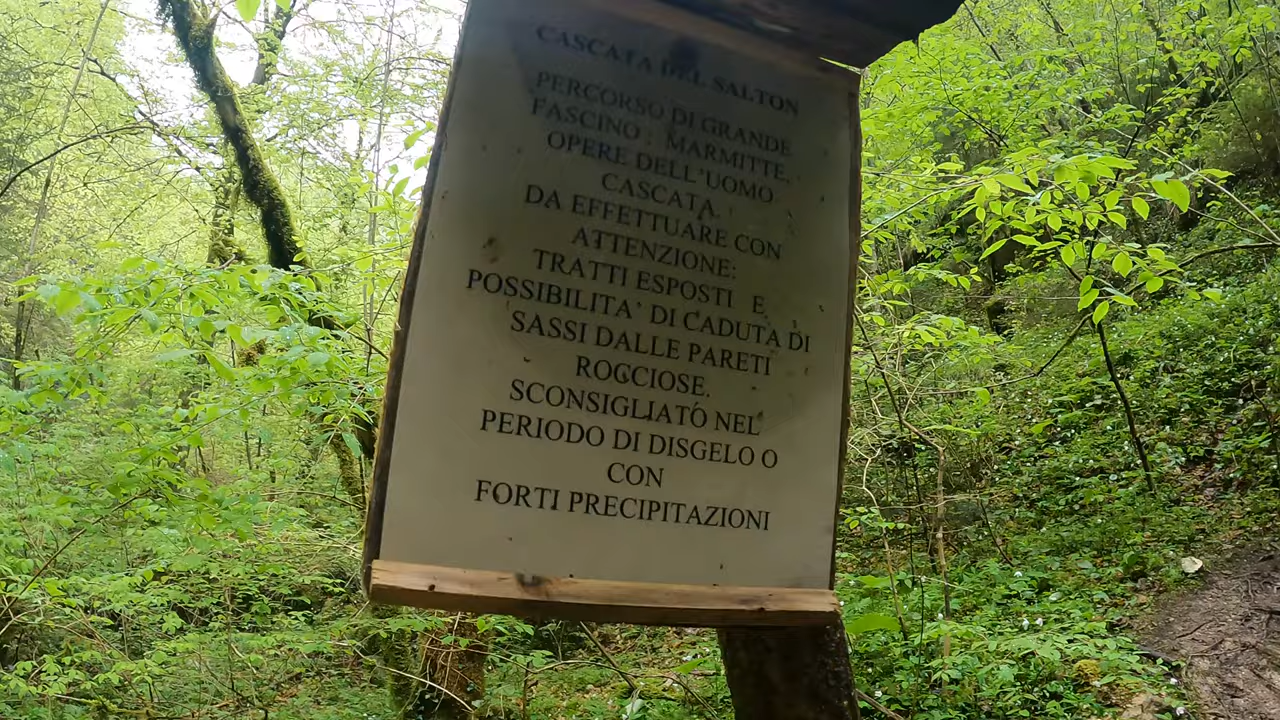 CASCATA DEL SALTON
PERCORSO DI GRANDE
FASCINO : MARMITTE,
OPERE DELL'UOMO
CASCATA.
DA EFFETTUARE CON
ATTENZIONE:
TRATTI ESPOSTI E
POSSIBILITA' DI CADUTA DI
SASSI DALLE PARETI
ROCCIOSE.
SCONSIGLIATO NEL
PERIODO DI DISGELO O
CON
FORTI PRECIPITAZIONI